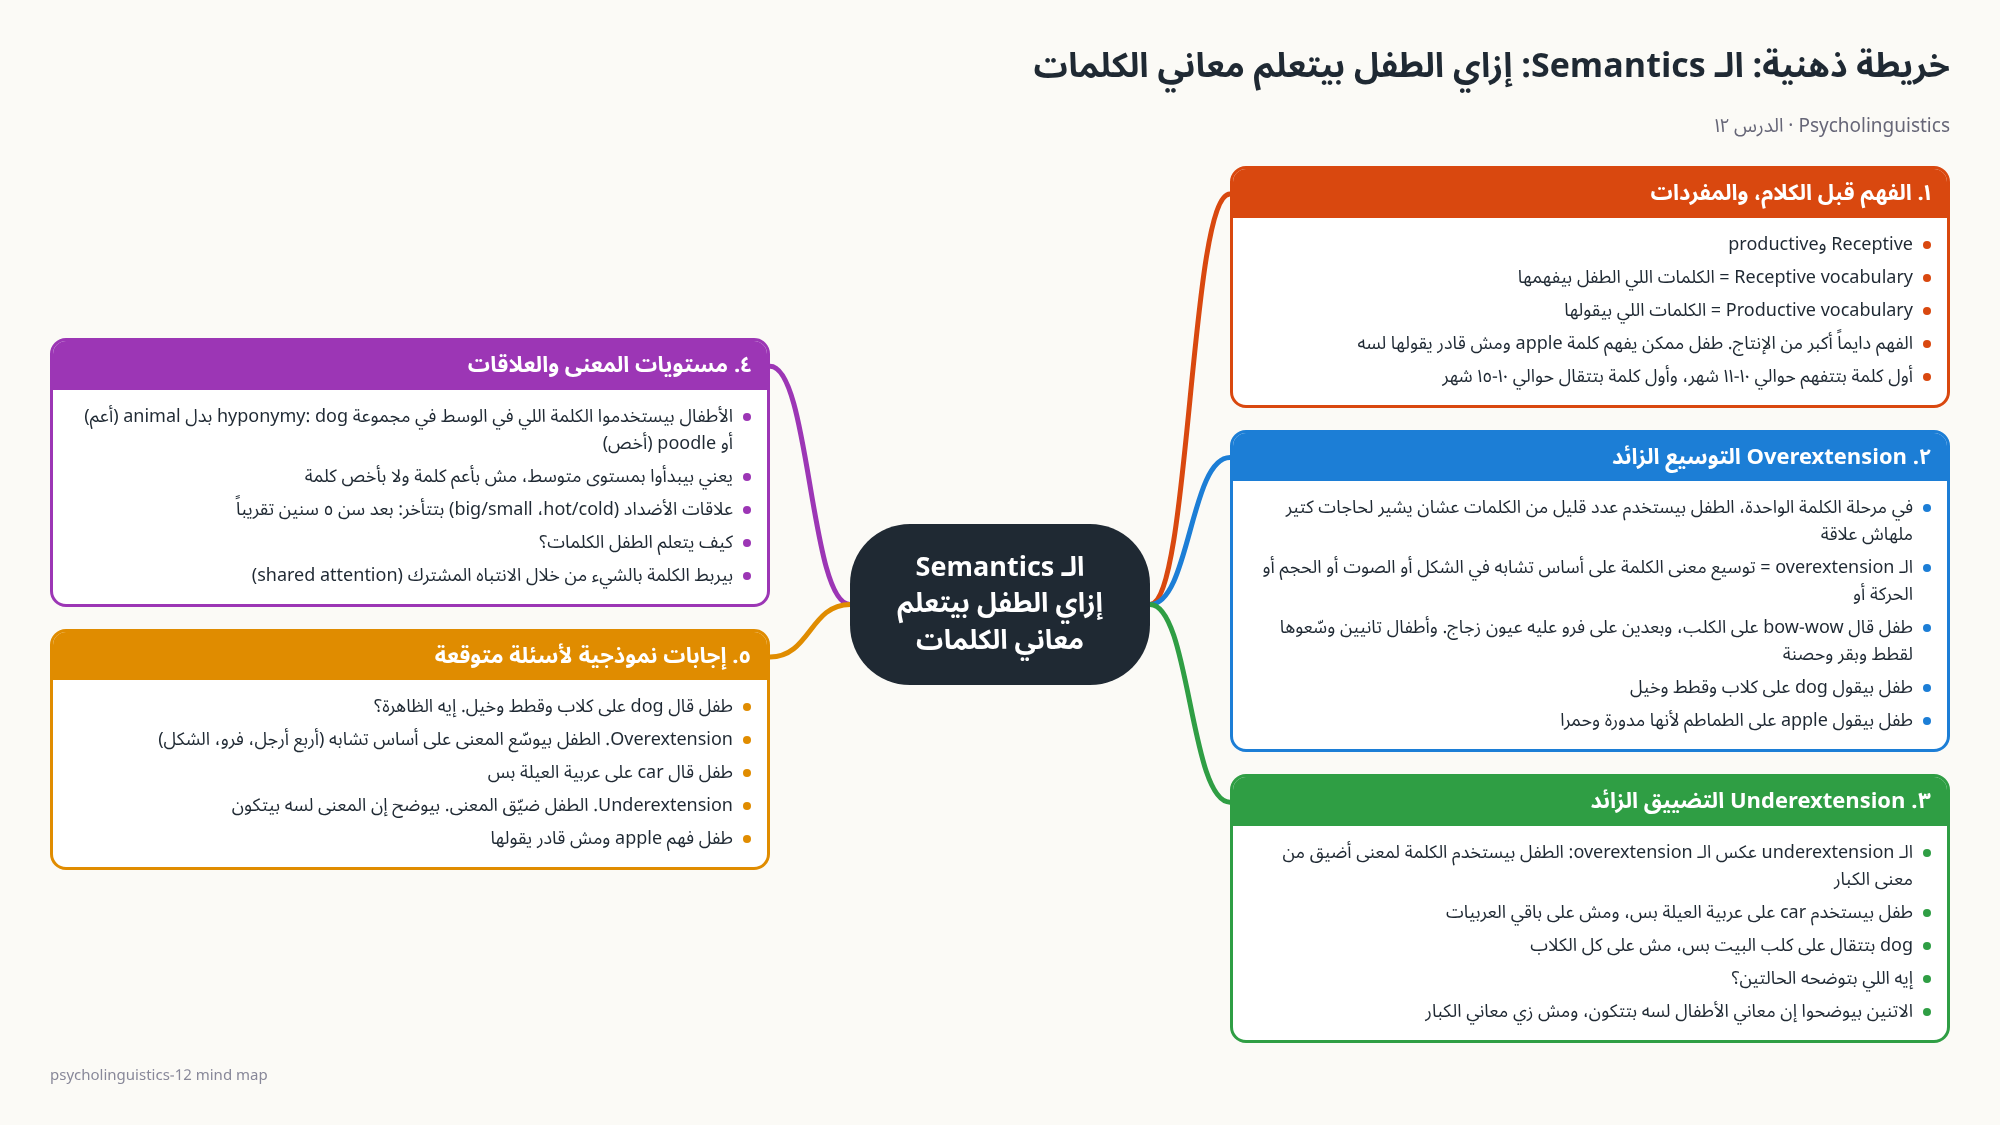 خريطة ذهنية: الـ Semantics: إزاي الطفل بيتعلم معاني الكلمات
Psycholinguistics · الدرس ١٢
١. الفهم قبل الكلام، والمفردات
Receptive وproductive
Receptive vocabulary = الكلمات اللي الطفل بيفهمها
Productive vocabulary = الكلمات اللي بيقولها
الفهم دايماً أكبر من الإنتاج. طفل ممكن يفهم كلمة apple ومش قادر يقولها لسه
أول كلمة بتتفهم حوالي ١٠-١١ شهر، وأول كلمة بتتقال حوالي ١٠-١٥ شهر
٢. Overextension التوسيع الزائد
في مرحلة الكلمة الواحدة، الطفل بيستخدم عدد قليل من الكلمات عشان يشير لحاجات كتير
ملهاش علاقة
الـ overextension = توسيع معنى الكلمة على أساس تشابه في الشكل أو الصوت أو الحجم أو
الحركة أو
طفل قال bow-wow على الكلب، وبعدين على فرو عليه عيون زجاج. وأطفال تانيين وسّعوها
لقطط وبقر وحصنة
طفل بيقول dog على كلاب وقطط وخيل
طفل بيقول apple على الطماطم لأنها مدورة وحمرا
٣. Underextension التضييق الزائد
الـ underextension عكس الـ overextension: الطفل بيستخدم الكلمة لمعنى أضيق من
معنى الكبار
طفل بيستخدم car على عربية العيلة بس، ومش على باقي العربيات
dog بتتقال على كلب البيت بس، مش على كل الكلاب
إيه اللي بتوضحه الحالتين؟
الاتنين بيوضحوا إن معاني الأطفال لسه بتتكون، ومش زي معاني الكبار
الـ Semantics
إزاي الطفل بيتعلم
معاني الكلمات
٤. مستويات المعنى والعلاقات
الأطفال بيستخدموا الكلمة اللي في الوسط في مجموعة hyponymy: dog بدل animal (أعم)
أو poodle (أخص)
يعني بيبدأوا بمستوى متوسط، مش بأعم كلمة ولا بأخص كلمة
علاقات الأضداد (big/small ،hot/cold) بتتأخر: بعد سن ٥ سنين تقريباً
كيف يتعلم الطفل الكلمات؟
بيربط الكلمة بالشيء من خلال الانتباه المشترك (shared attention)
٥. إجابات نموذجية لأسئلة متوقعة
طفل قال dog على كلاب وقطط وخيل. إيه الظاهرة؟
Overextension. الطفل بيوسّع المعنى على أساس تشابه (أربع أرجل، فرو، الشكل)
طفل قال car على عربية العيلة بس
Underextension. الطفل ضيّق المعنى. بيوضح إن المعنى لسه بيتكون
طفل فهم apple ومش قادر يقولها
psycholinguistics-12 mind map